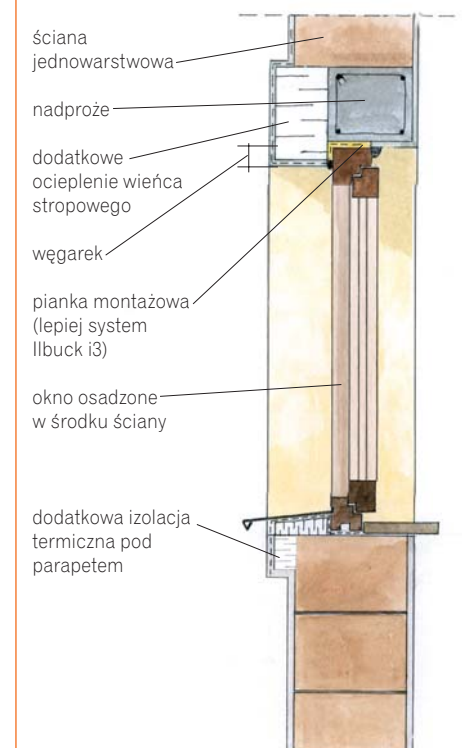 ściana
jednowarstwowa
nadproże
dodatkowe
ocieplenie wieńca
stropowego
węgarek
pianka montażowa
(lepiej system
Ilbuck i3)
okno osadzone
w środku ściany
dodatkowa izolacja
termiczna pod
parapetem